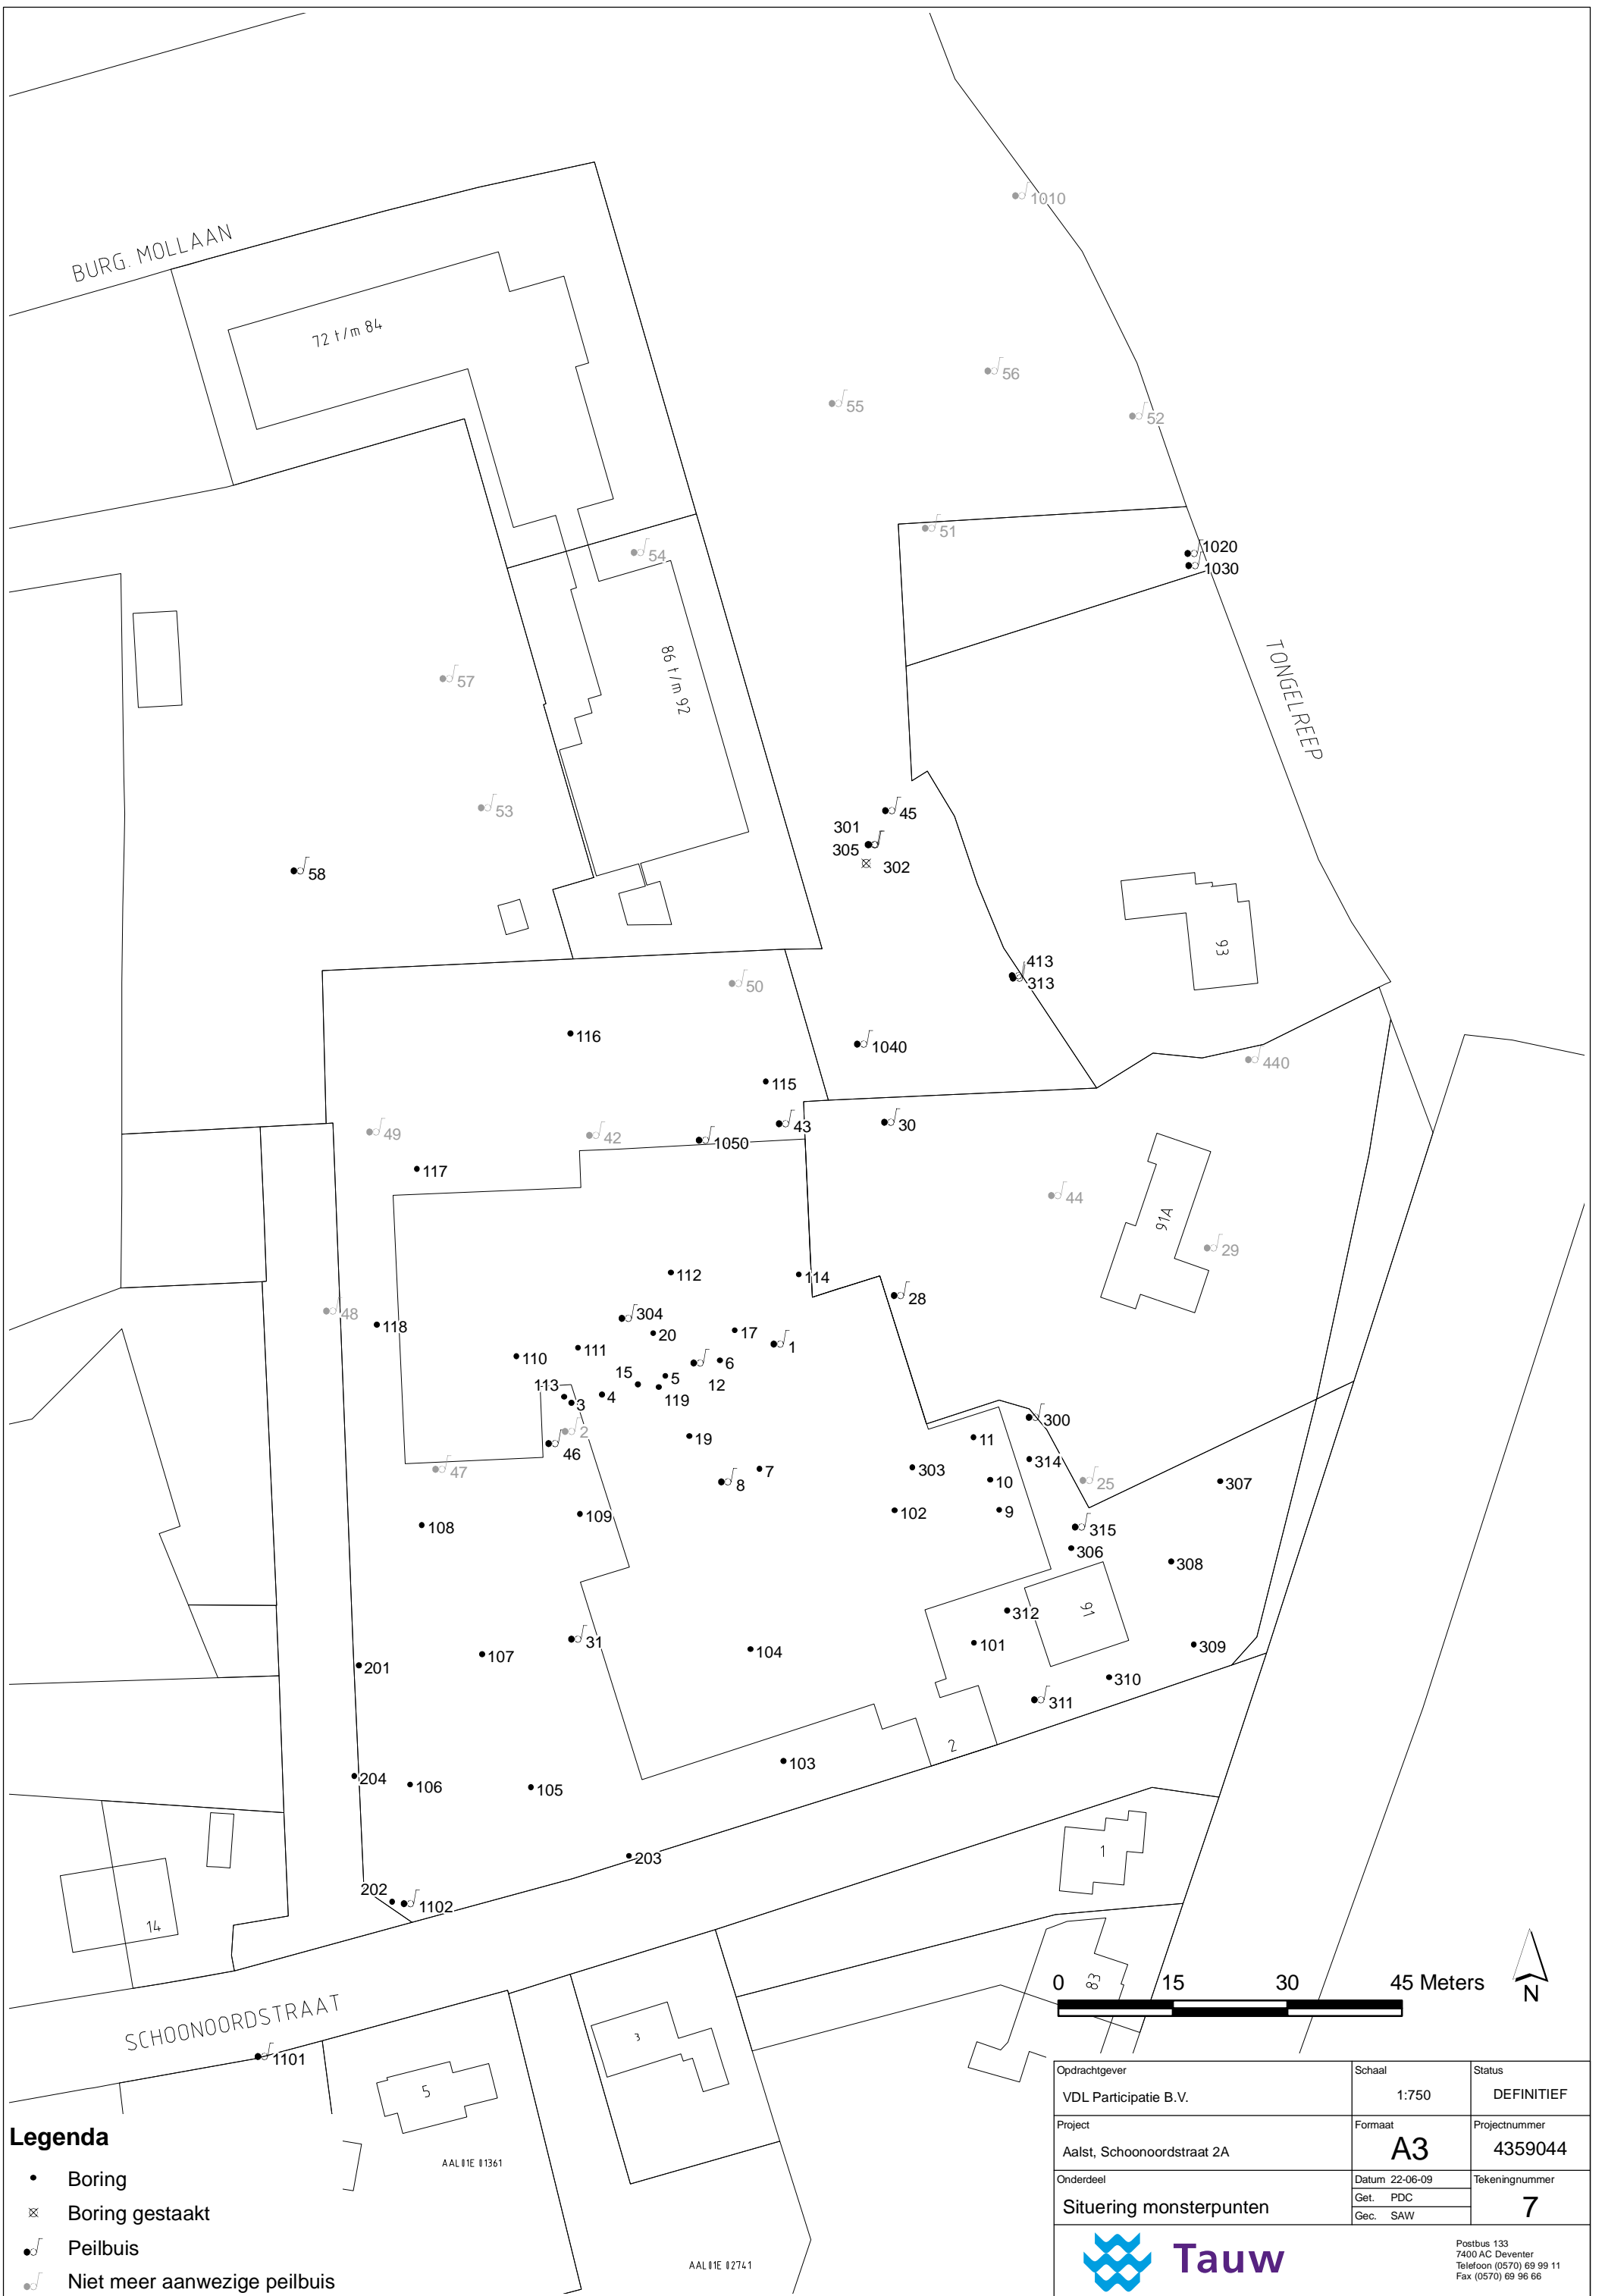 1010
BURG. MOLLAAN
72 t/m 84
56
55
52
51
1020
54
1030
TONGELREEP
86 t/m 92
57
53
45
301
305
302
58
93
413
313
50
116
1040
440
115
43
30
49
42
1050
117
44
91A
29
112
114
28
48
304
118
20
17
1
111
110
6
15
5
12
113
4
119
3
300
2
19
11
46
314
47
303
7
10
25
307
8
102
9
109
108
315
306
308
312
91
31
101
309
107
104
201
310
311
2
103
204
106
105
203
1
202
1102
14
83
0 15 30 45 Meters
N
SCHOONOORDSTRAAT
3
1101
5
Opdrachtgever
VDL Participatie B.V.
Schaal
1:750
Status
DEFINITIEF
Project
Aalst, Schoonoordstraat 2A
Formaat
A3
Projectnummer
4359044
Onderdeel
Situering monsterpunten
Datum 22-06-09
Get. PDC
Gec. SAW
Tekeningnummer
7
Tauw
Postbus 133
7400 AC Deventer
Telefoon (0570) 69 99 11
Fax (0570) 69 96 66
Legenda
Boring
Boring gestaakt
Peilbuis
Niet meer aanwezige peilbuis
AAL01E 01361
AAL01E 02741